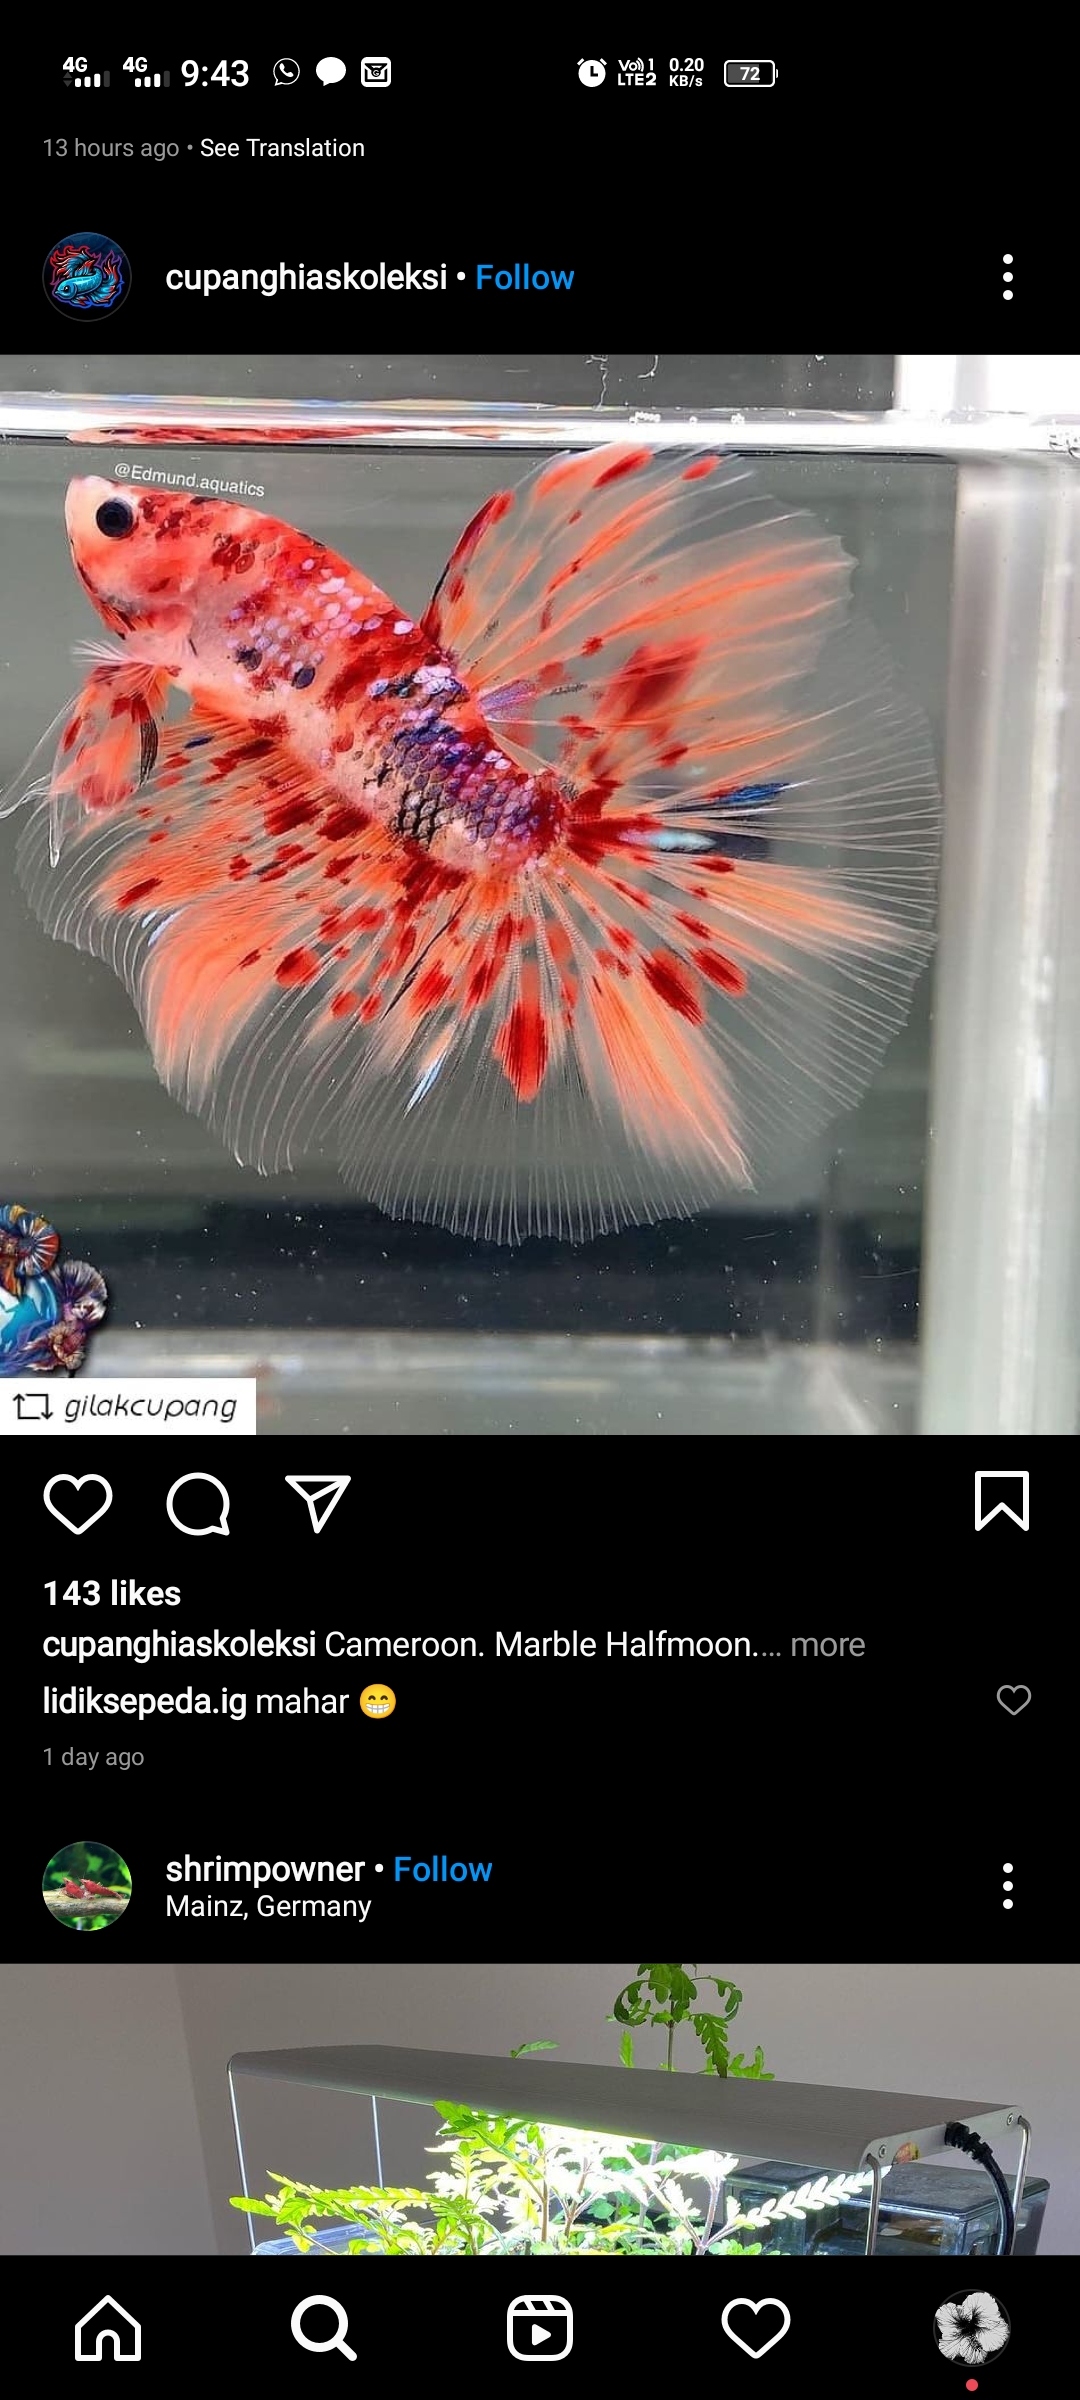 4G 4G 9:43 Vo) 1 LTE2 0.20 KB/s 72
13 hours ago • See Translation
cupanghiaskoleksi • Follow
@Edmund.aquatics
gilakcupang
143 likes
cupanghiaskoleksi Cameroon. Marble Halfmoon.... more
lidiksepeda.ig mahar 😁
1 day ago
shrimpowner • Follow
Mainz, Germany